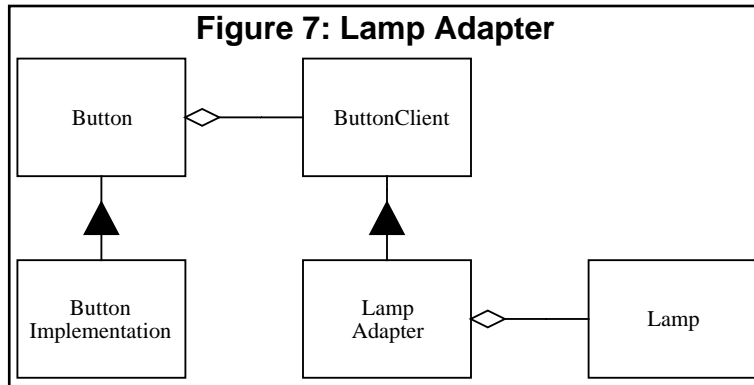 Figure 7: Lamp Adapter
Button
ButtonClient
Button
Implementation
Lamp
Adapter
Lamp